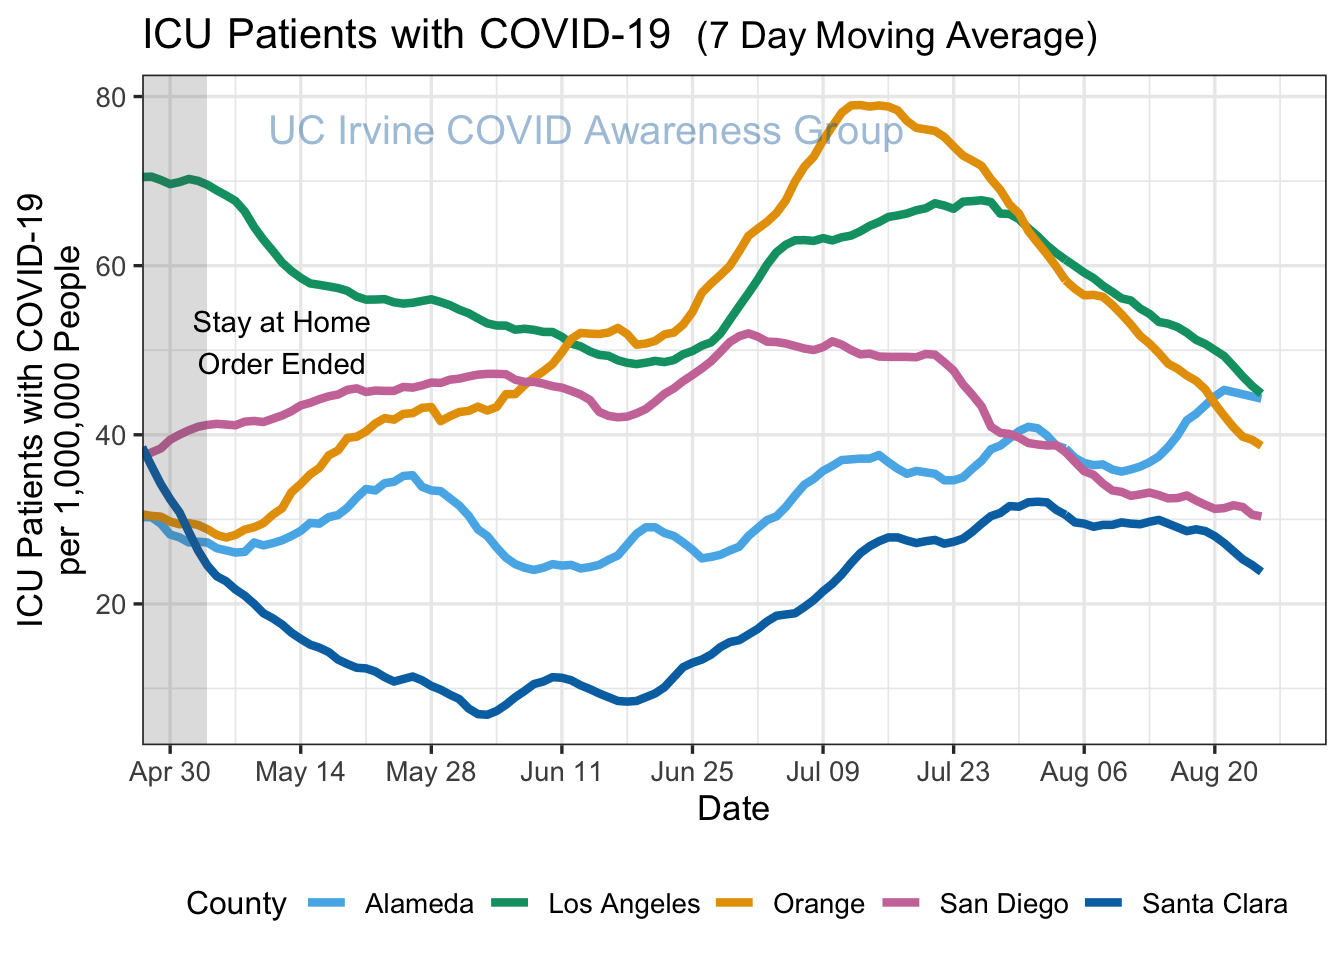 ICU Patients with COVID-19 (7 Day Moving Average)
80
60
40
20
ICU Patients with COVID-19
per 1,000,000 People
UC Irvine COVID Awareness Group
Stay at Home
Order Ended
Apr 30 May 14 May 28 Jun 11 Jun 25 Jul 09 Jul 23 Aug 06 Aug 20
Date
County Alameda Los Angeles Orange San Diego Santa Clara